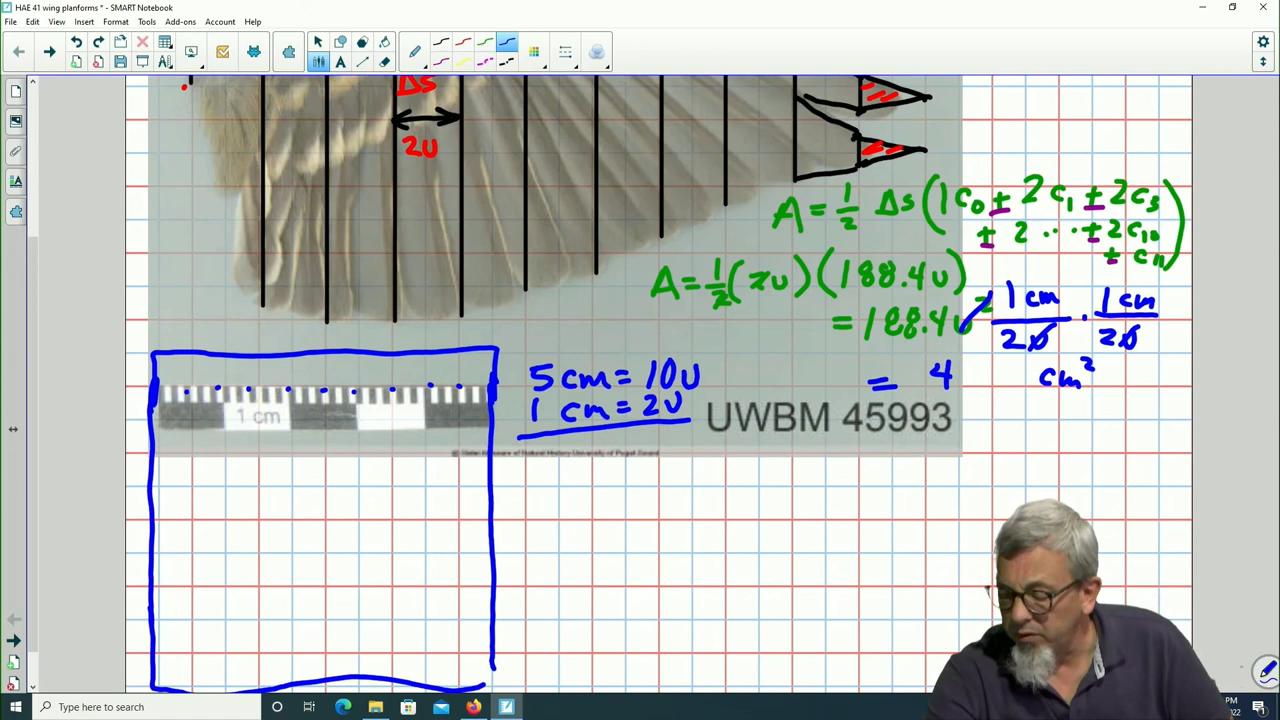 HAE 41 wing planforms * - SMART Notebook
File Edit View Insert Format Tools Add-ons Account Help
Δs
2u
A = 1/2 Δs (1c₀ + 2c₁ + 2c₃
+ 2 ... + 2c₁₀
+ c₁₁)
A = 1/2 (2u) (188.4u)
= 188.4u² 1 cm/2u · 1 cm/2u
= 4 cm²
5 cm = 10u
1 cm = 2u
1 cm
UWBM 45993
Type here to search
PM
2022